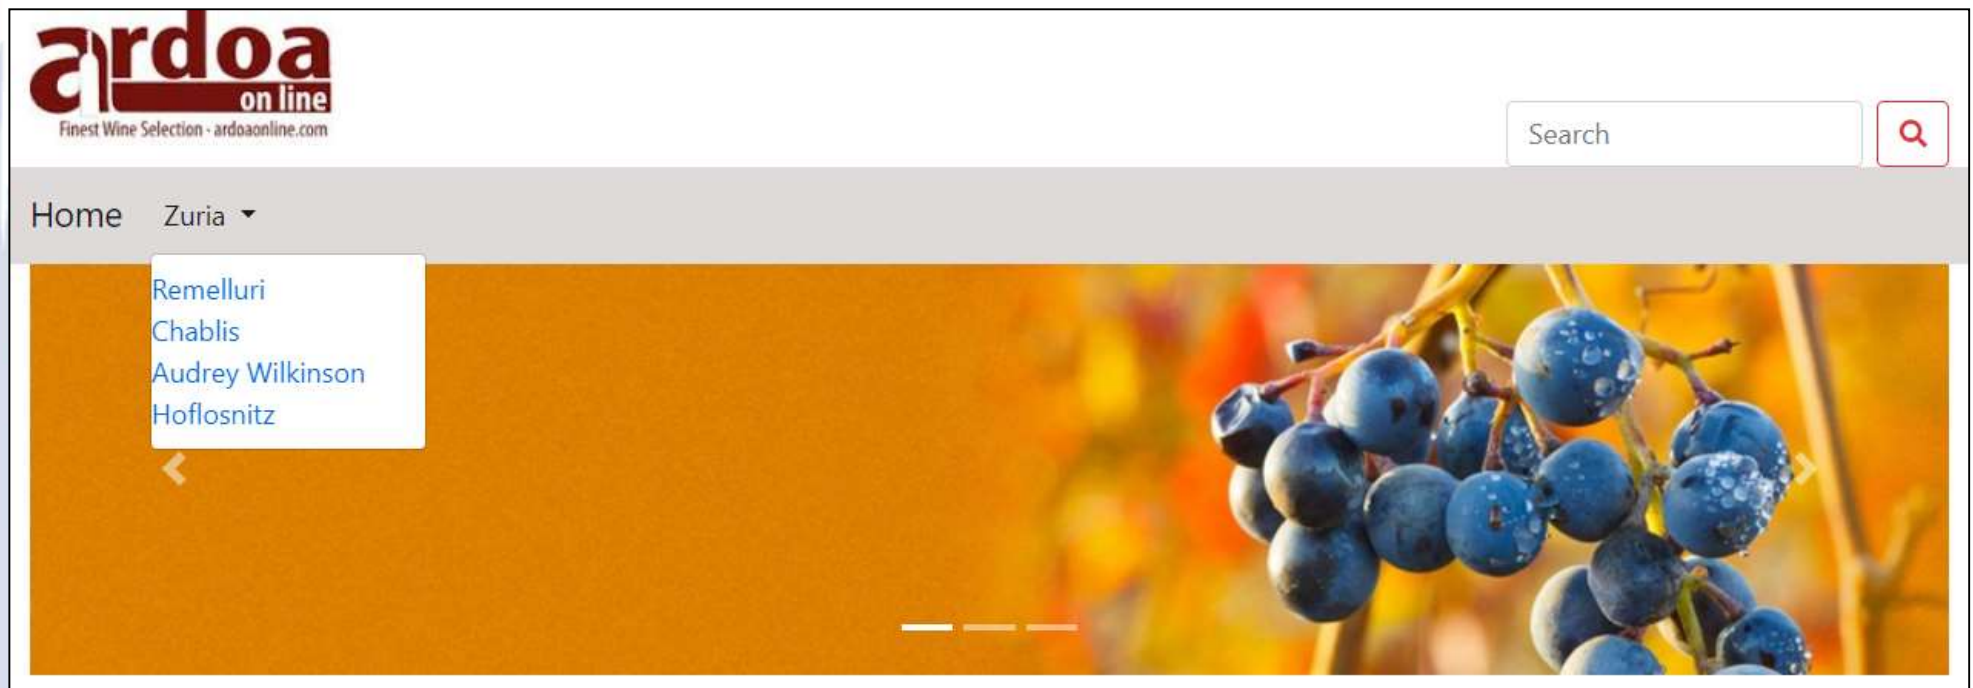 ardoa
on line
Finest Wine Selection - ardoaonline.com
Search
Home Zuria
Remelluri
Chablis
Audrey Wilkinson
Hoflosnitz